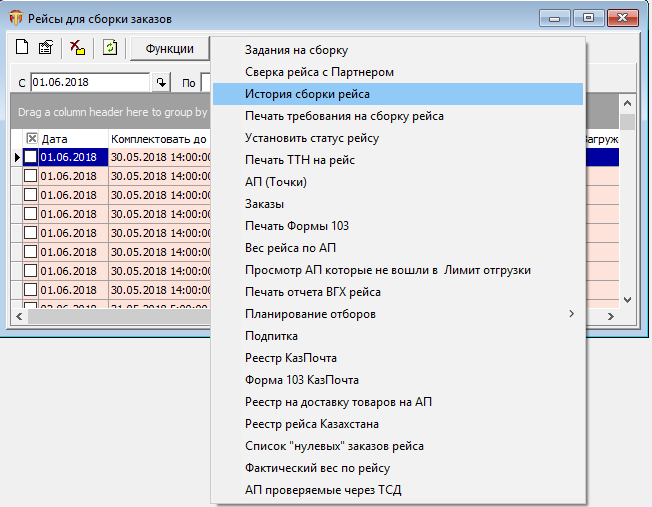 Рейсы для сборки заказов
Функции
С 01.06.2018 По
Drag a column header here to group by
Дата Комплектовать до Загруж
01.06.2018 30.05.2018 14:00:00
01.06.2018 30.05.2018 14:00:00
01.06.2018 30.05.2018 14:00:00
01.06.2018 30.05.2018 14:00:00
01.06.2018 30.05.2018 14:00:00
01.06.2018 30.05.2018 14:00:00
01.06.2018 30.05.2018 14:00:00
01.06.2018 30.05.2018 14:00:00
Задания на сборку
Сверка рейса с Партнером
История сборки рейса
Печать требования на сборку рейса
Установить статус рейсу
Печать ТТН на рейс
АП (Точки)
Заказы
Печать Формы 103
Вес рейса по АП
Просмотр АП которые не вошли в Лимит отгрузки
Печать отчета ВГХ рейса
Планирование отборов
Подпитка
Реестр КазПочта
Форма 103 КазПочта
Реестр на доставку товаров на АП
Реестр рейса Казахстана
Список "нулевых" заказов рейса
Фактический вес по рейсу
АП проверяемые через ТСД